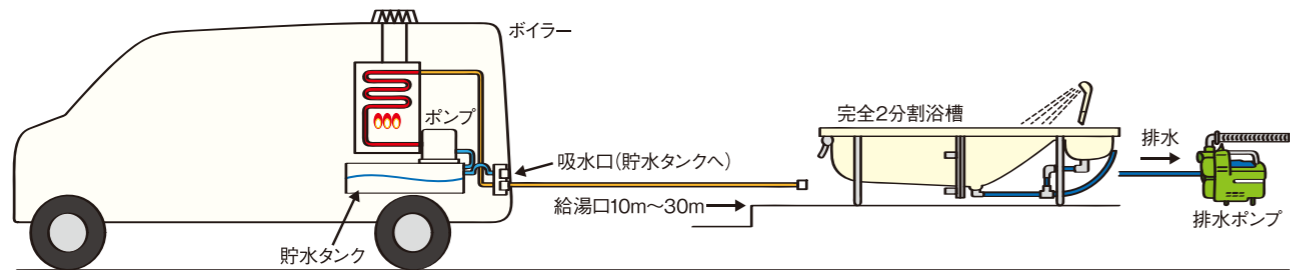 ボイラー
ポンプ
吸水口(貯水タンクへ)
給湯口10m〜30m
貯水タンク
完全2分割浴槽
排水
排水ポンプ